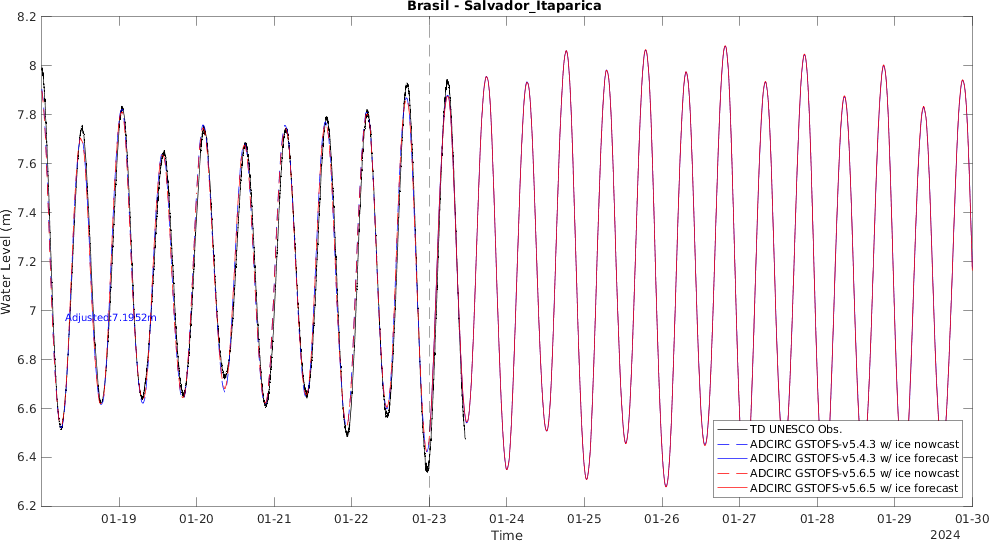 Brasil - Salvador_Itaparica
8.2
8
7.8
7.6
7.4
7.2
7
6.8
6.6
6.4
6.2
Water Level (m)
Adjusted:7.1952m
TD UNESCO Obs.
ADCIRC GSTOFS-v5.4.3 w/ ice nowcast
ADCIRC GSTOFS-v5.4.3 w/ ice forecast
ADCIRC GSTOFS-v5.6.5 w/ ice nowcast
ADCIRC GSTOFS-v5.6.5 w/ ice forecast
01-19 01-20 01-21 01-22 01-23 01-24 01-25 01-26 01-27 01-28 01-29 01-30
Time
2024